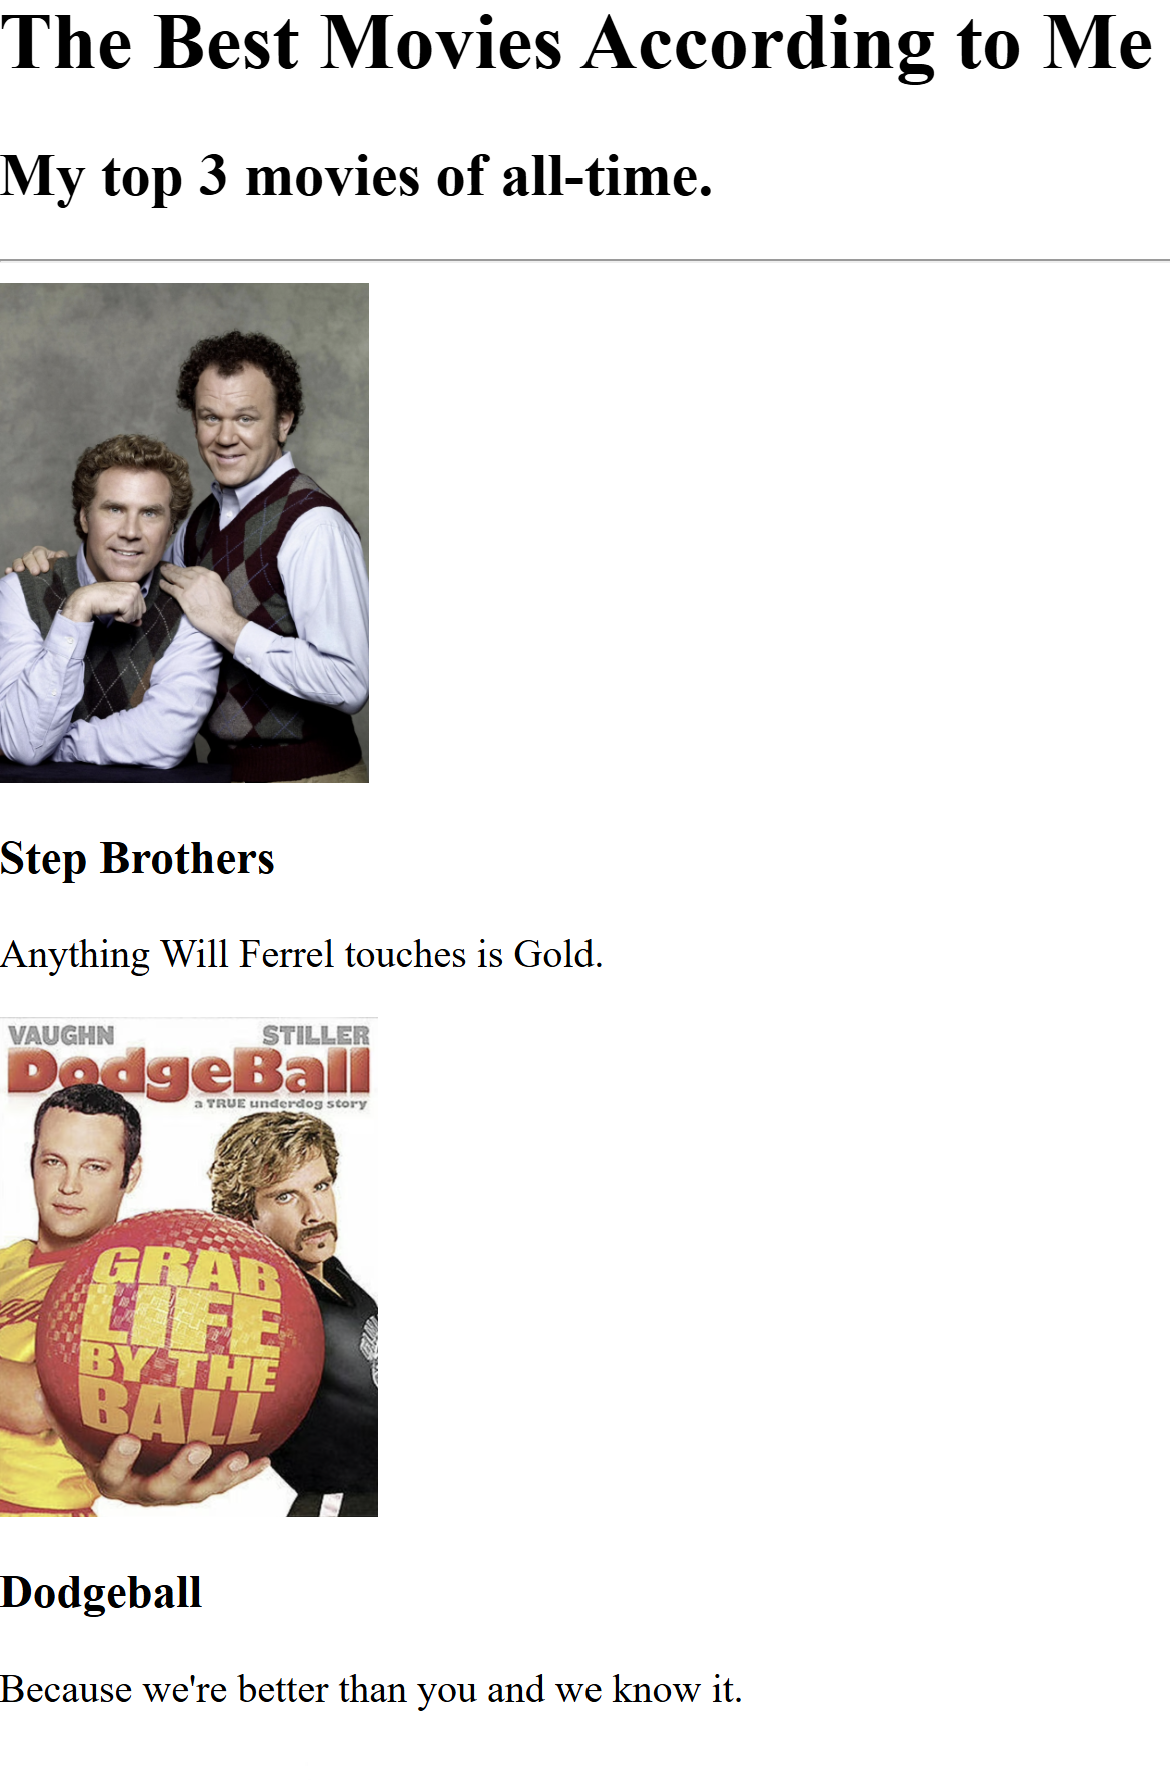 The Best Movies According to Me
My top 3 movies of all-time.
Step Brothers
Anything Will Ferrel touches is Gold.
VAUGHN STILLER
DodgeBall
a TRUE underdog story
GRAB
LIFE
BY THE
BALL
Dodgeball
Because we're better than you and we know it.